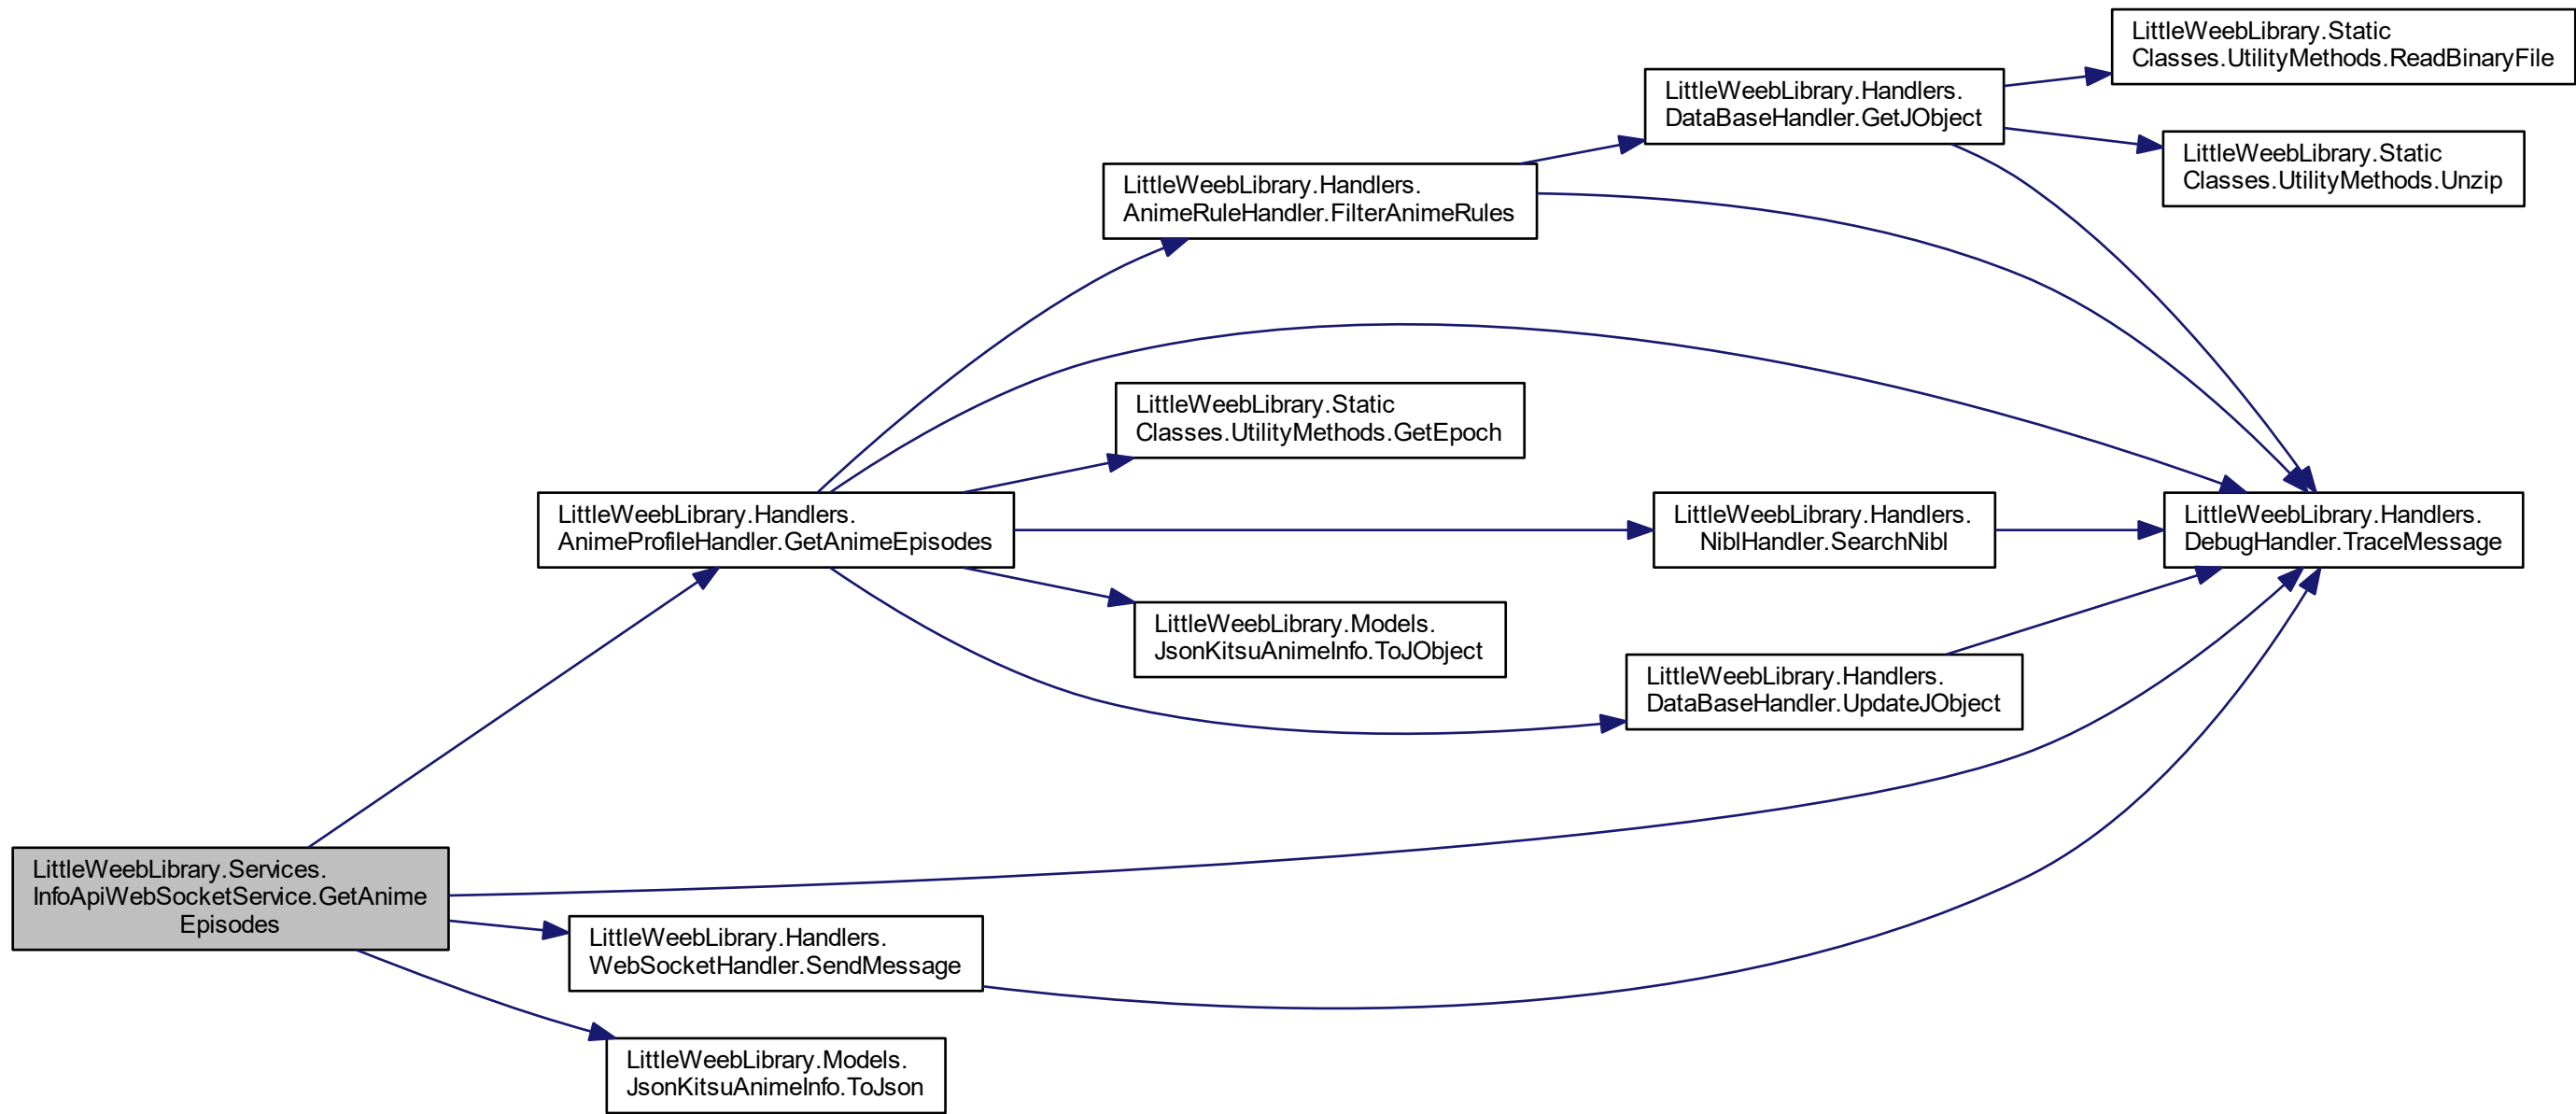 LittleWeebLibrary.Static
Classes.UtilityMethods.ReadBinaryFile
LittleWeebLibrary.Handlers.
DataBaseHandler.GetJObject
LittleWeebLibrary.Static
Classes.UtilityMethods.Unzip
LittleWeebLibrary.Handlers.
AnimeRuleHandler.FilterAnimeRules
LittleWeebLibrary.Static
Classes.UtilityMethods.GetEpoch
LittleWeebLibrary.Handlers.
AnimeProfileHandler.GetAnimeEpisodes
LittleWeebLibrary.Handlers.
NiblHandler.SearchNibl
LittleWeebLibrary.Handlers.
DebugHandler.TraceMessage
LittleWeebLibrary.Models.
JsonKitsuAnimeInfo.ToJObject
LittleWeebLibrary.Handlers.
DataBaseHandler.UpdateJObject
LittleWeebLibrary.Services.
InfoApiWebSocketService.GetAnime
Episodes
LittleWeebLibrary.Handlers.
WebSocketHandler.SendMessage
LittleWeebLibrary.Models.
JsonKitsuAnimeInfo.ToJson